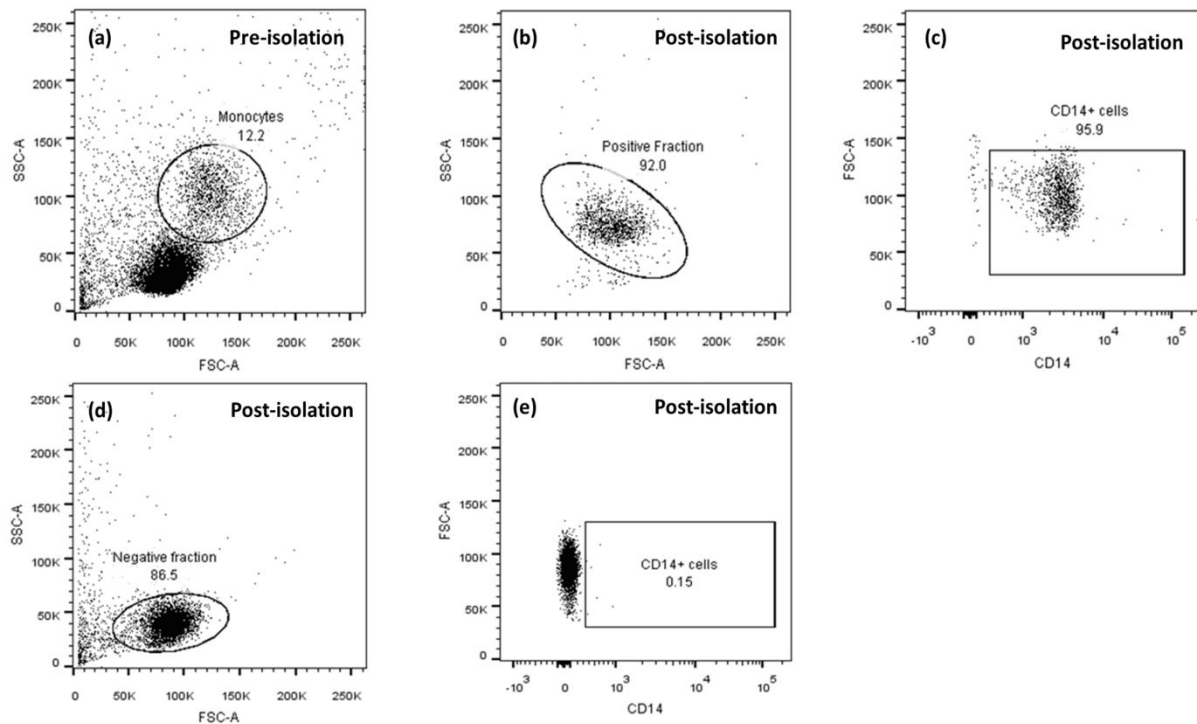 (a) Pre-isolation
250K
200K
150K
100K
50K
0
SSC-A
Monocytes
12.2
0 50K 100K 150K 200K 250K
FSC-A
(b) Post-isolation
250K
200K
150K
100K
50K
0
SSC-A
Positive Fraction
92.0
0 50K 100K 150K 200K 250K
FSC-A
(c) Post-isolation
250K
200K
150K
100K
50K
0
FSC-A
CD14+ cells
95.9
-10³ 0 10³ 10⁴ 10⁵
CD14
(d) Post-isolation
250K
200K
150K
100K
50K
0
SSC-A
Negative fraction
86.5
0 50K 100K 150K 200K 250K
FSC-A
(e) Post-isolation
250K
200K
150K
100K
50K
0
FSC-A
CD14+ cells
0.15
-10³ 0 10³ 10⁴ 10⁵
CD14